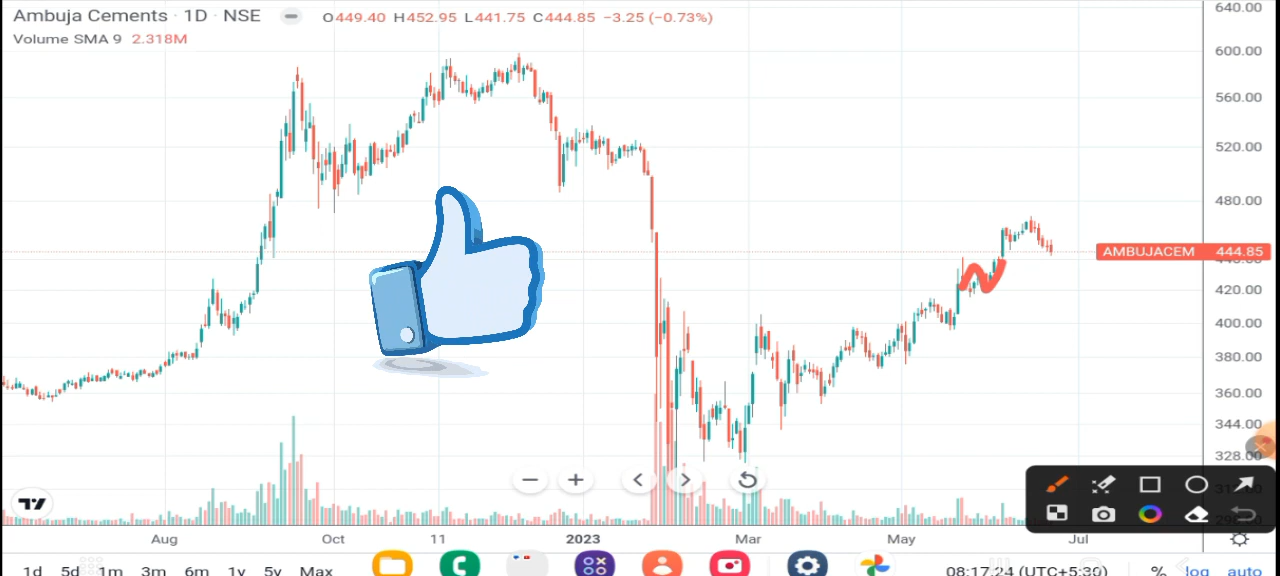 Ambuja Cements · 1D · NSE O449.40 H452.95 L441.75 C444.85 −3.25 (−0.73%)
Volume SMA 9 2.318M
640.00
600.00
560.00
520.00
480.00
AMBUJACEM 444.85
420.00
400.00
380.00
360.00
344.00
328.00
Aug Oct 11 2023 Mar May Jul
1d 5d 1m 3m 6m 1y 5y Max 08:17:24 (UTC+5:30) % log auto